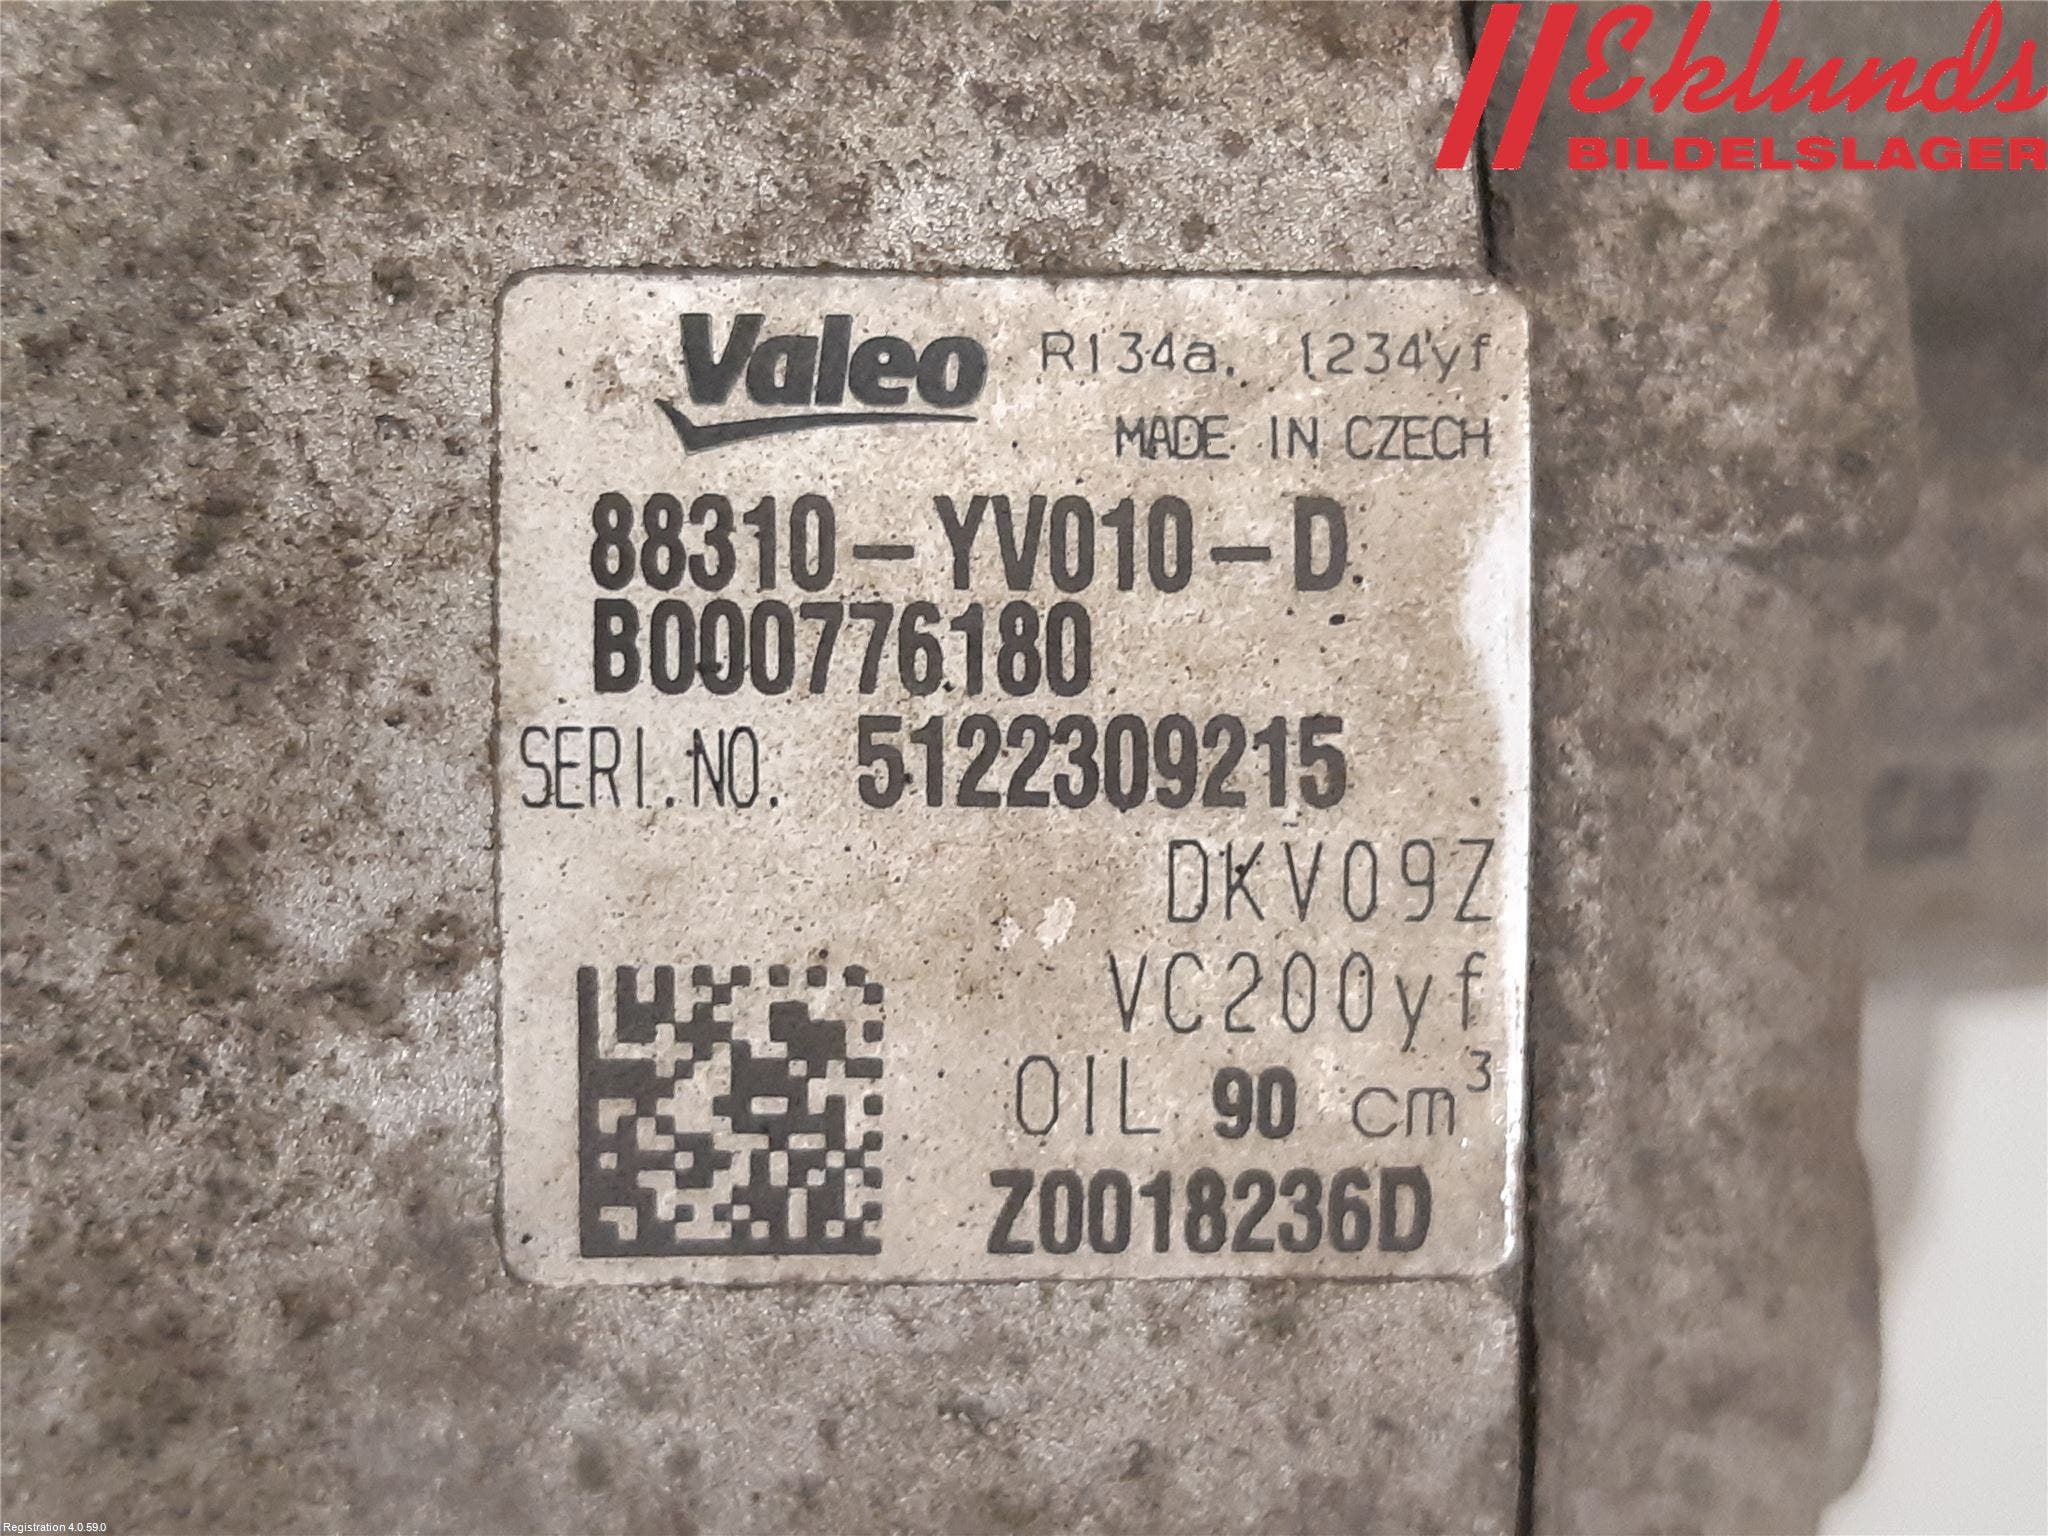 Eklunds
BILDELSLAGER
Valeo R134a, 1234yf
MADE IN CZECH
88310-YV010-D
B000776180
SERI.NO. 5122309215
DKV09Z
VC200yf
OIL 90 cm³
Z0018236D
Registration 4.0.59.0